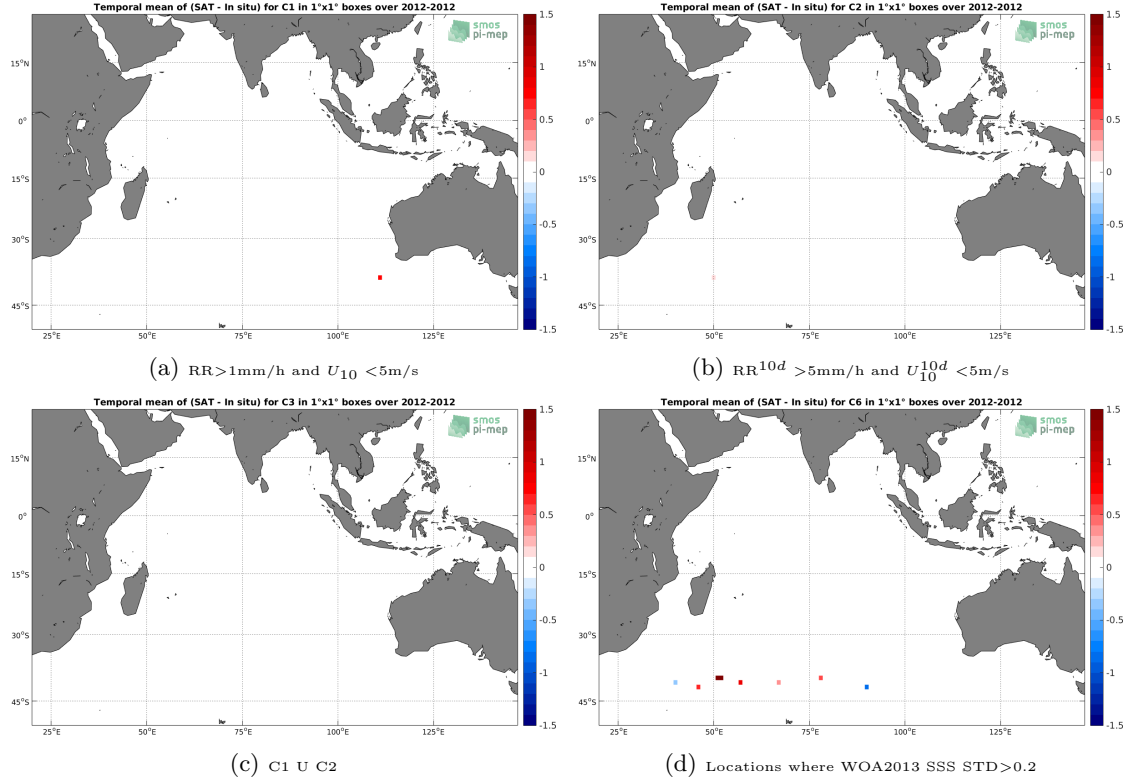 Temporal mean of (SAT - In situ) for C1 in 1°x1° boxes over 2012-2012
smos
pi-mep
15°N
0°
15°S
30°S
45°S
25°E
50°E
75°E
100°E
125°E
1.5
1
0.5
0
-0.5
-1
-1.5
(a) RR>1mm/h and U10 <5m/s
Temporal mean of (SAT - In situ) for C2 in 1°x1° boxes over 2012-2012
smos
pi-mep
15°N
0°
15°S
30°S
45°S
25°E
50°E
75°E
100°E
125°E
1.5
1
0.5
0
-0.5
-1
-1.5
(b) RR10d >5mm/h and U10d10 <5m/s
Temporal mean of (SAT - In situ) for C3 in 1°x1° boxes over 2012-2012
smos
pi-mep
15°N
0°
15°S
30°S
45°S
25°E
50°E
75°E
100°E
125°E
1.5
1
0.5
0
-0.5
-1
-1.5
(c) C1 U C2
Temporal mean of (SAT - In situ) for C6 in 1°x1° boxes over 2012-2012
smos
pi-mep
15°N
0°
15°S
30°S
45°S
25°E
50°E
75°E
100°E
125°E
1.5
1
0.5
0
-0.5
-1
-1.5
(d) Locations where WOA2013 SSS STD>0.2